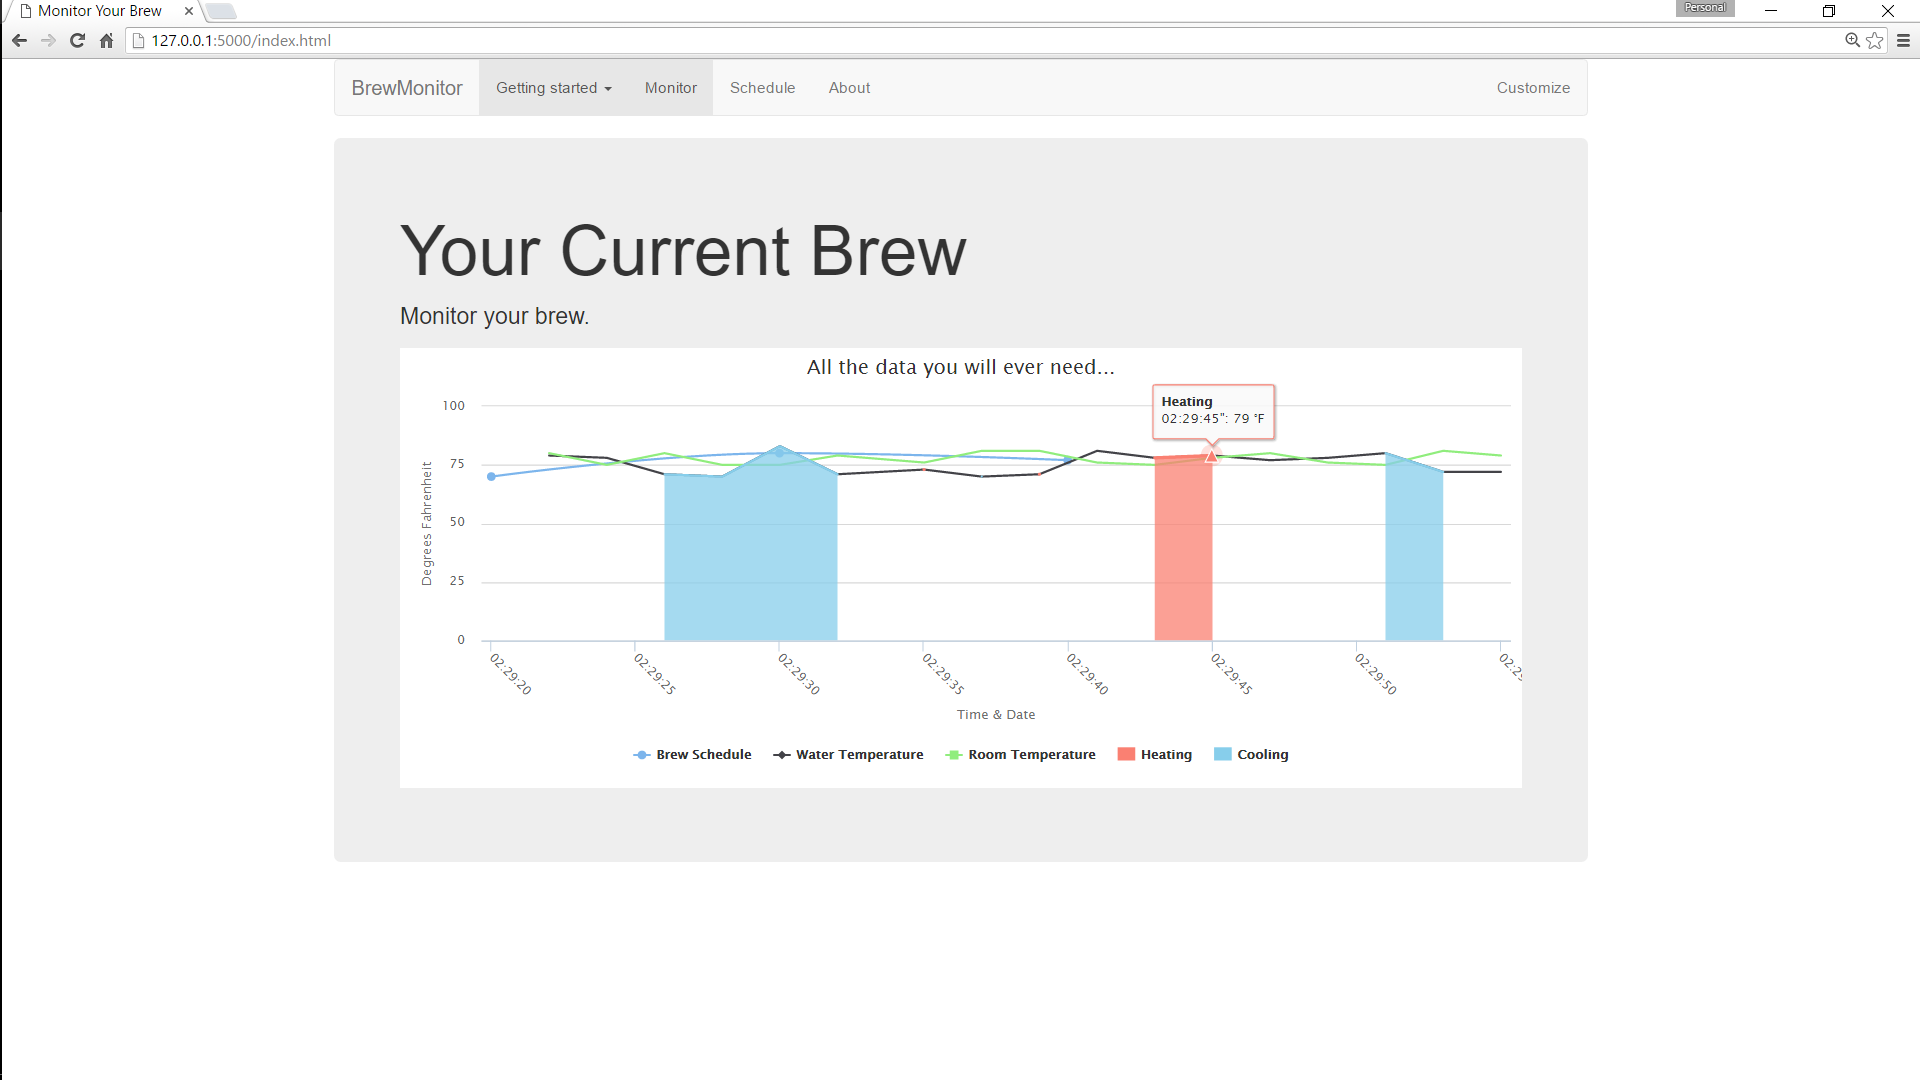 Monitor Your Brew
Personal
127.0.0.1:5000/index.html
BrewMonitor Getting started Monitor Schedule About Customize
Your Current Brew
Monitor your brew.
All the data you will ever need...
Heating
02:29:45": 79 °F
100
75
50
25
0
Degrees Fahrenheit
02:29:20 02:29:25 02:29:30 02:29:35 02:29:40 02:29:45 02:29:50
Time & Date
Brew Schedule Water Temperature Room Temperature Heating Cooling